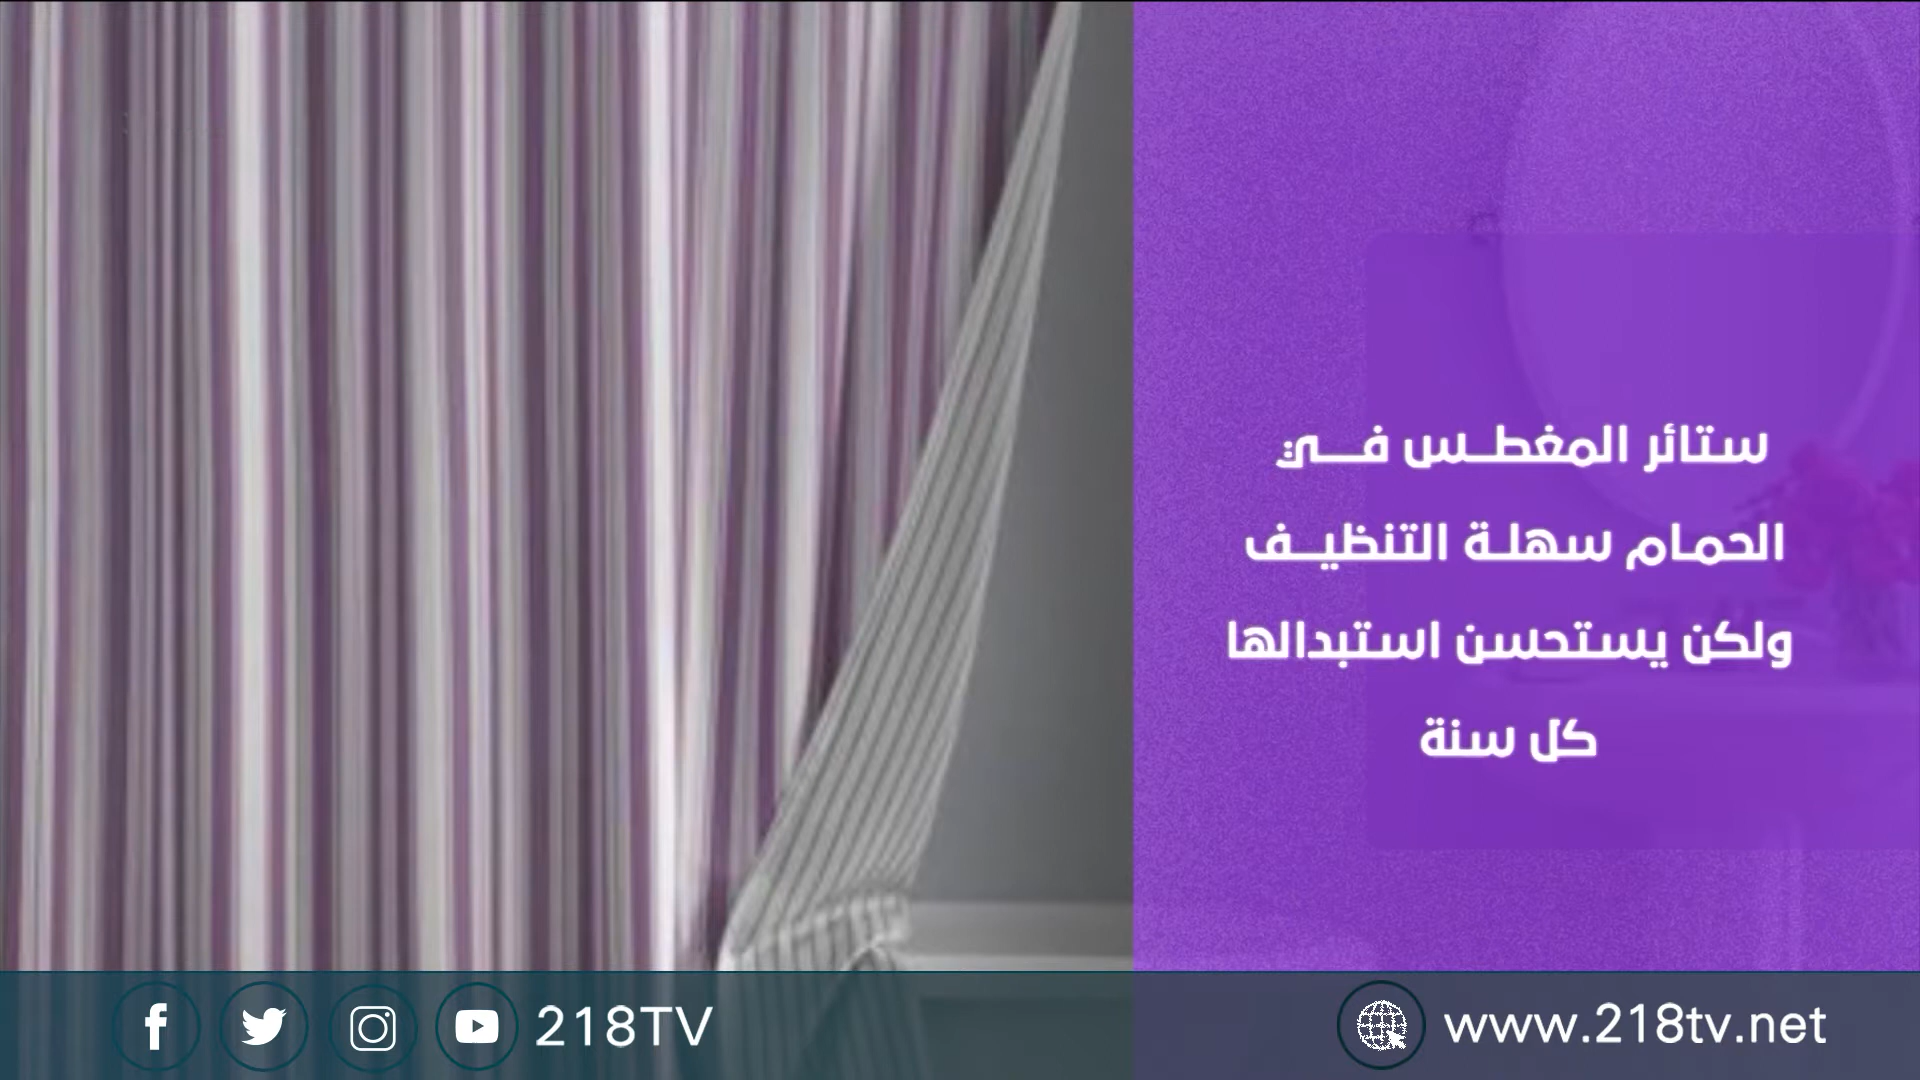 ستائر المغطس في
الحمام سهلة التنظيف
ولكن يستحسن استبدالها
كل سنة
218TV
www.218tv.net